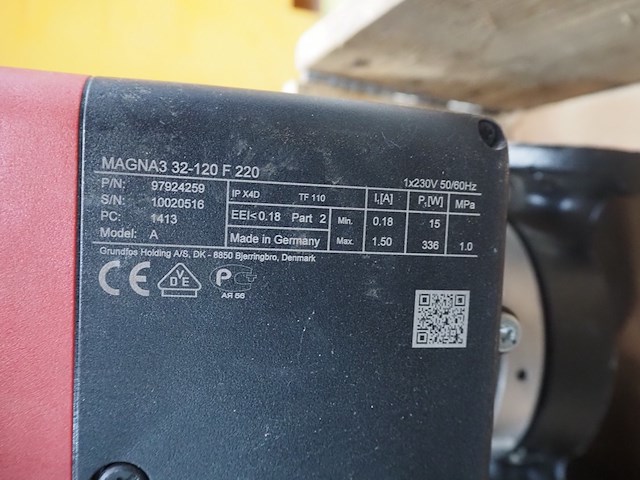 MAGNA3 32-120 F 220
1x230V 50/60Hz
P/N: 97924259
S/N: 10020516
PC: 1413
Model: A
IP X4D TF 110 I₁[A] P₁[W] MPa
EEI<0.18 Part 2 Min. 0.18 15
Made in Germany Max. 1.50 336 1.0
Grundfos Holding A/S, DK - 8850 Bjerringbro, Denmark
CE VDE
АЯ 56